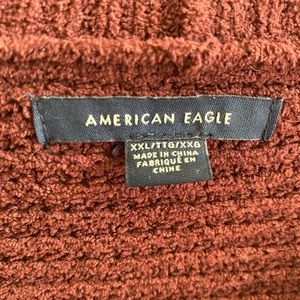 AMERICAN EAGLE
XXL/TTG/XXG
MADE IN CHINA
FABRIQUÉ EN
CHINE